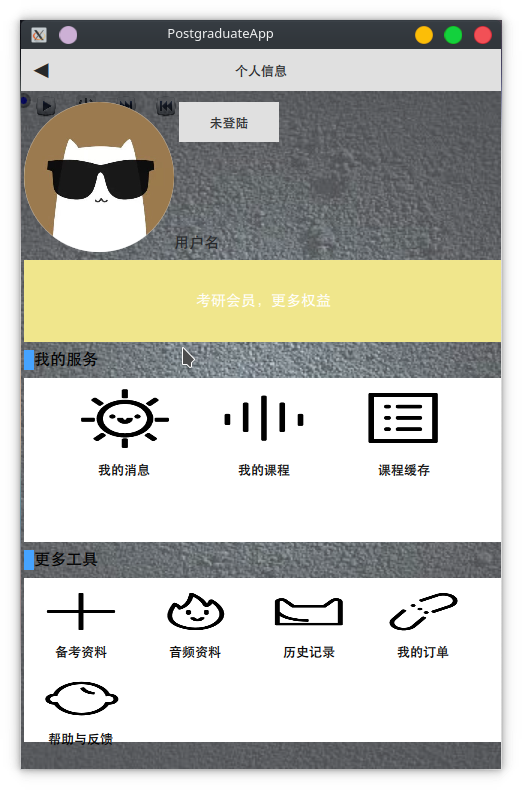 PostgraduateApp
个人信息
未登陆
用户名
考研会员，更多权益
我的服务
我的消息 我的课程 课程缓存
更多工具
备考资料 音频资料 历史记录 我的订单
帮助与反馈